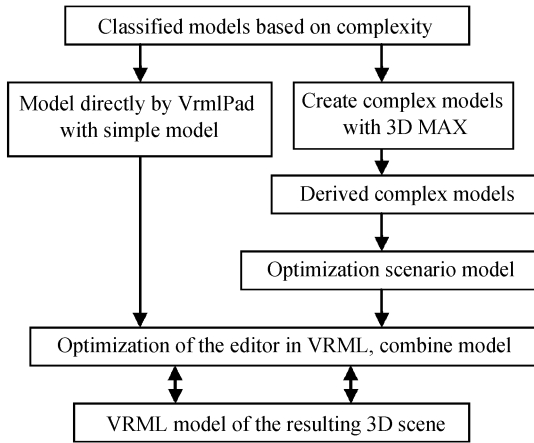 Classified models based on complexity
Model directly by VrmlPad
with simple model
Create complex models
with 3D MAX
Derived complex models
Optimization scenario model
Optimization of the editor in VRML, combine model
VRML model of the resulting 3D scene